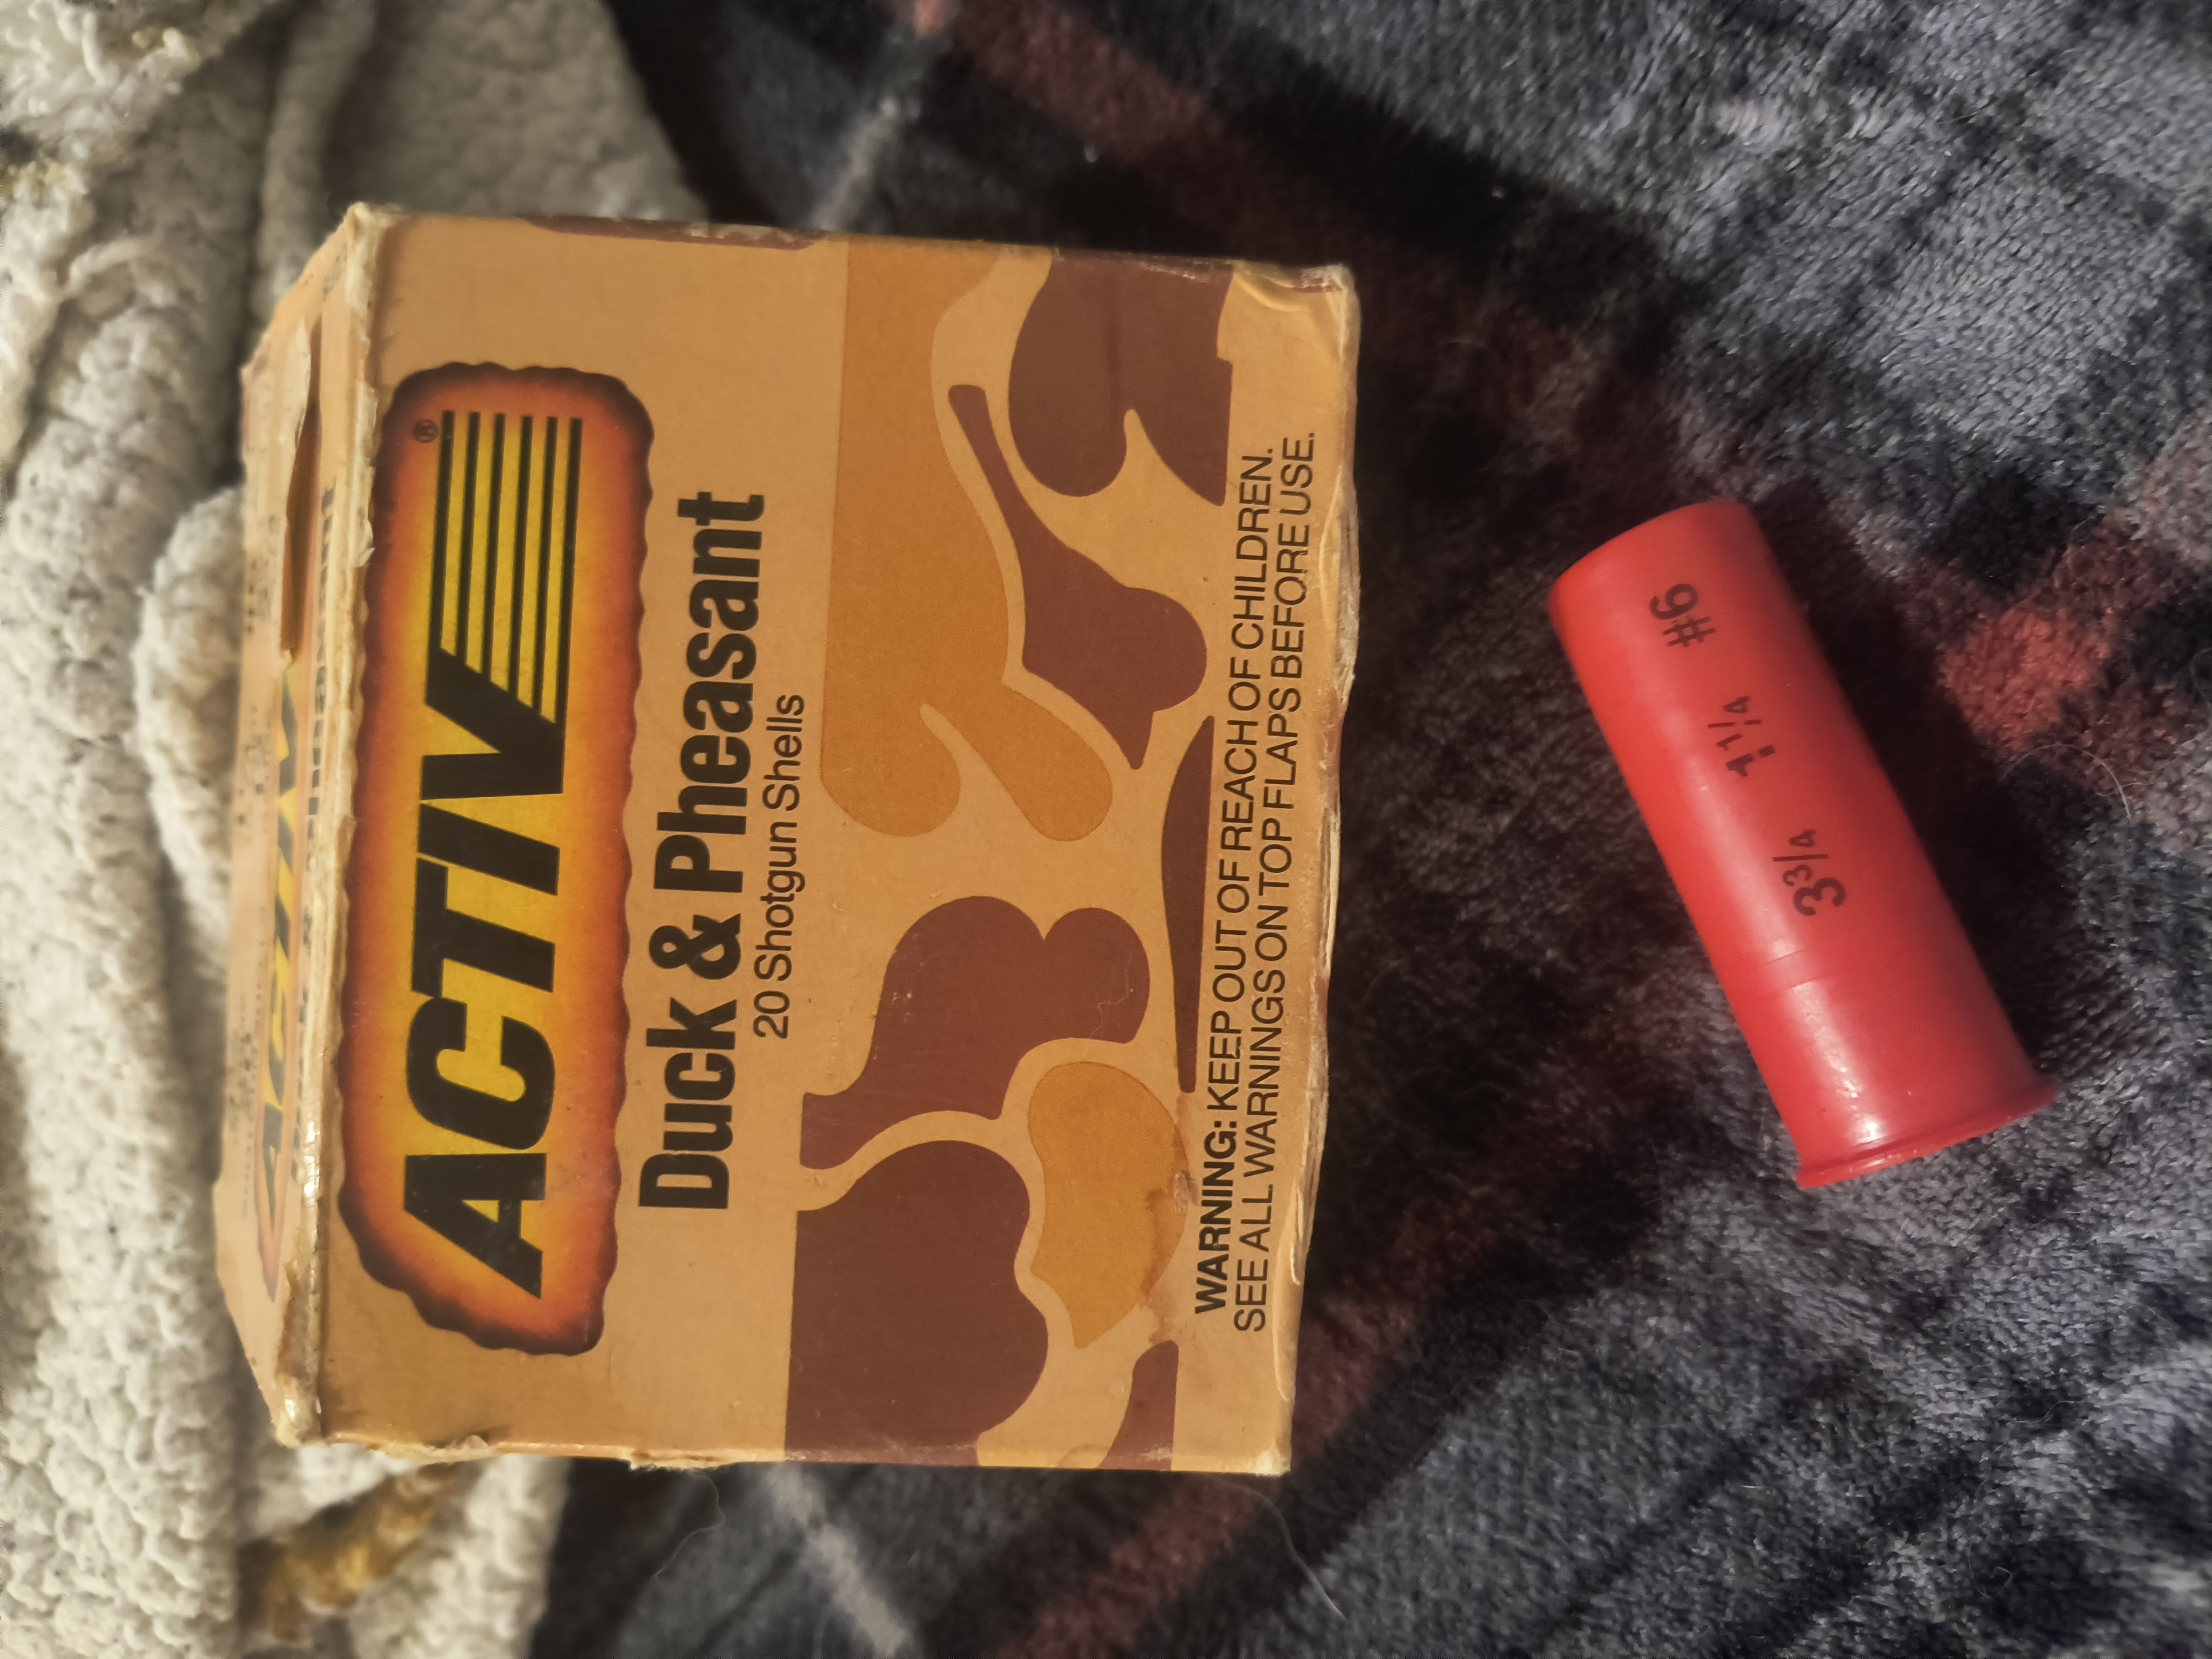 ACTIV®
Duck & Pheasant
20 Shotgun Shells
WARNING: KEEP OUT OF REACH OF CHILDREN.
SEE ALL WARNINGS ON TOP FLAPS BEFORE USE.
3¾ 1¼ #6
ACTIV